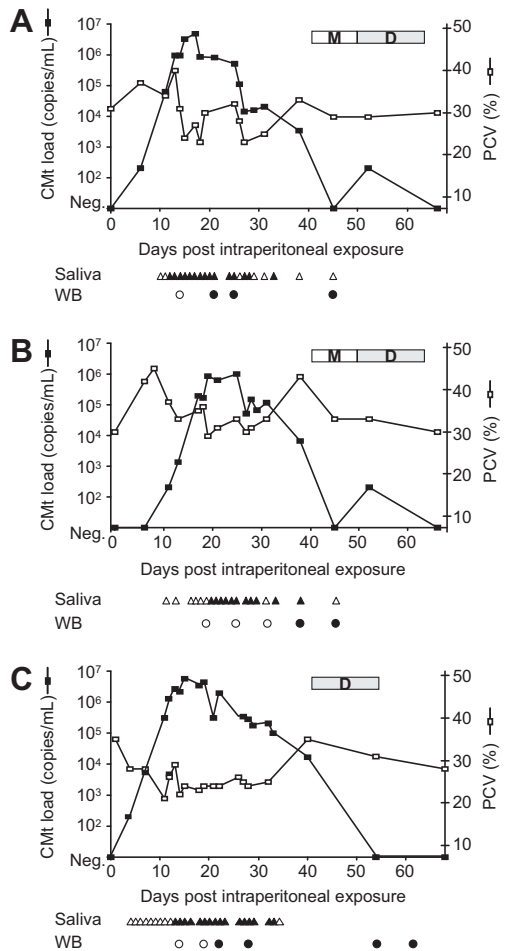 A
CMt load (copies/mL)
10⁷
10⁶
10⁵
10⁴
10³
10²
Neg.
M D
50
40
30
20
10
PCV (%)
0 10 20 30 40 50 60
Days post intraperitoneal exposure
Saliva
WB
B
CMt load (copies/mL)
10⁷
10⁶
10⁵
10⁴
10³
10²
Neg.
M D
50
40
30
20
10
PCV (%)
0 10 20 30 40 50 60
Days post intraperitoneal exposure
Saliva
WB
C
CMt load (copies/mL)
10⁷
10⁶
10⁵
10⁴
10³
10²
Neg.
D
50
40
30
20
10
PCV (%)
0 10 20 30 40 50 60
Days post intraperitoneal exposure
Saliva
WB